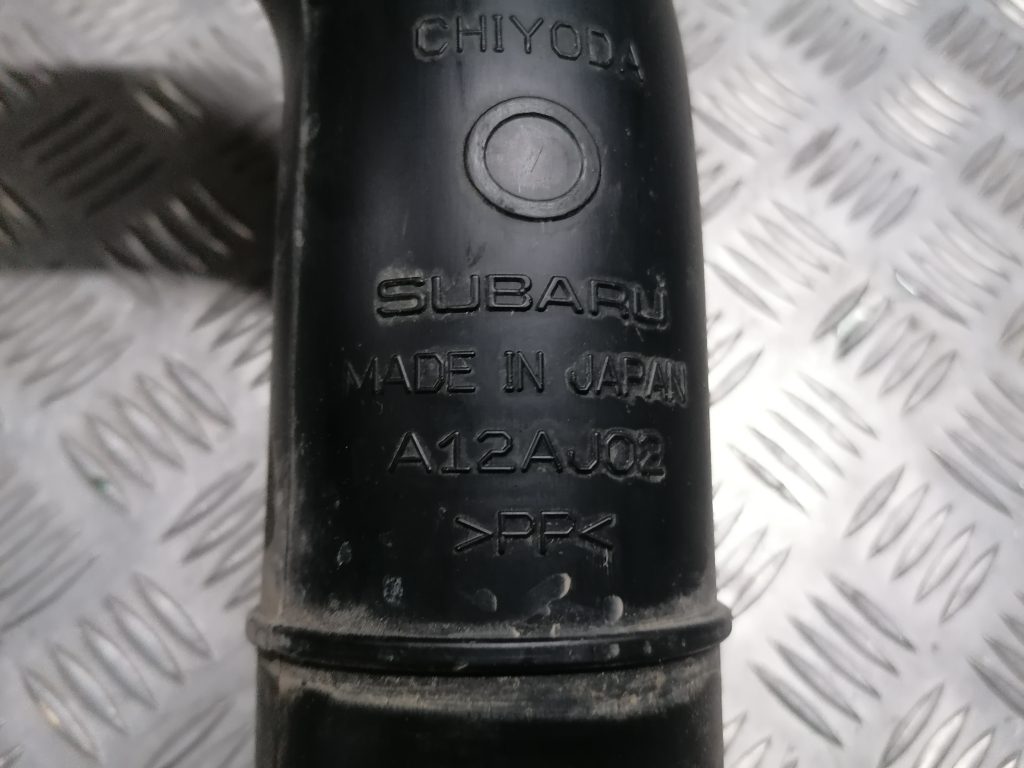 CHIYODA
SUBARU
MADE IN JAPAN
A12AJ02
>PP<